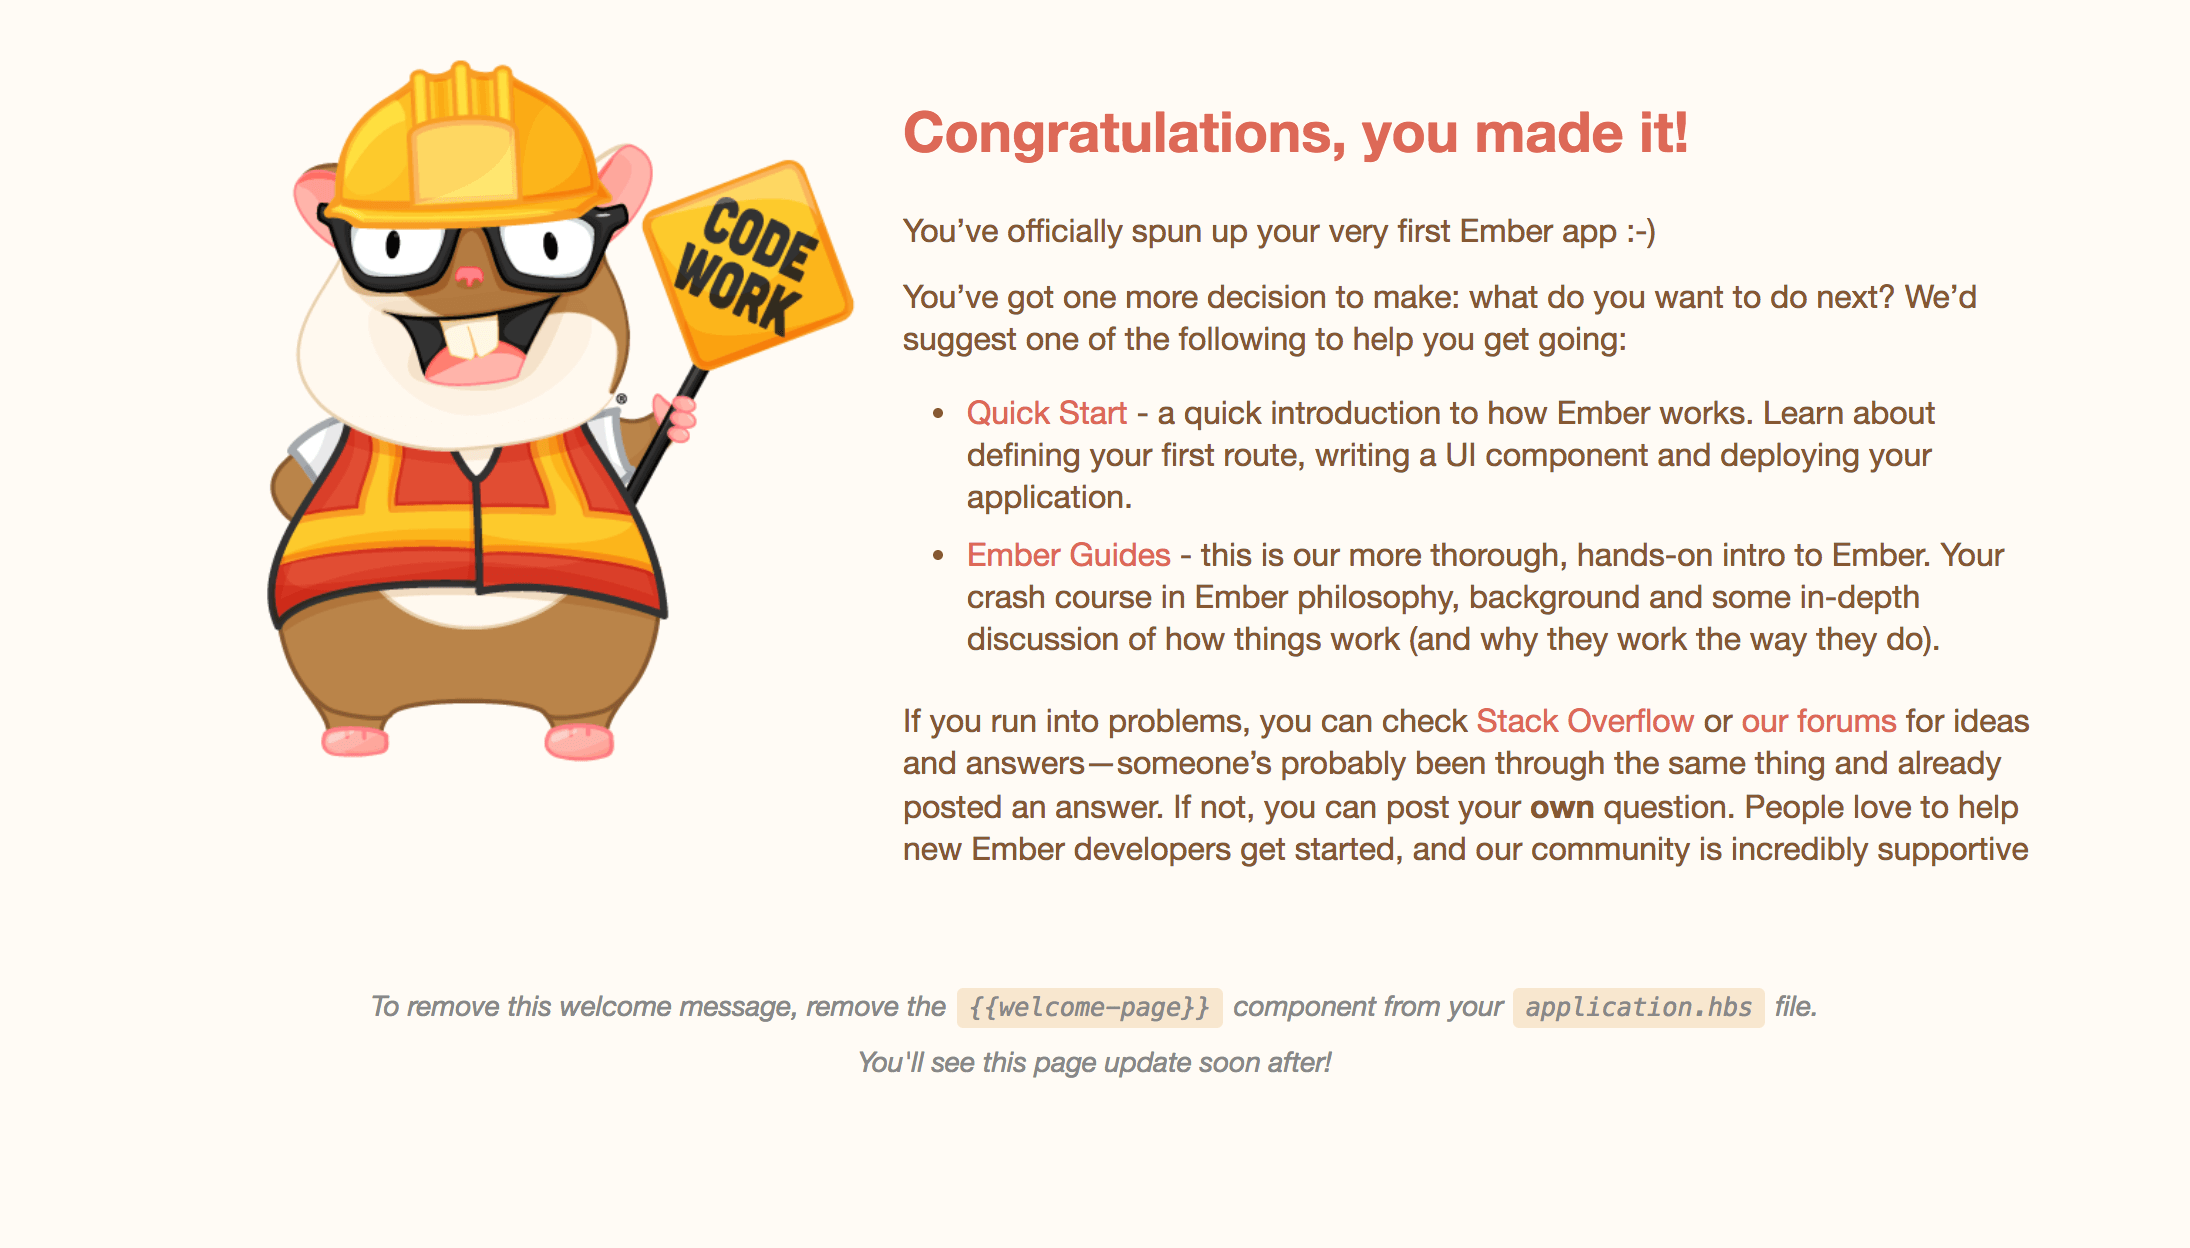 CODE
WORK
®
Congratulations, you made it!
You’ve officially spun up your very first Ember app :-)
You’ve got one more decision to make: what do you want to do next? We’d
suggest one of the following to help you get going:
• Quick Start - a quick introduction to how Ember works. Learn about
defining your first route, writing a UI component and deploying your
application.
• Ember Guides - this is our more thorough, hands-on intro to Ember. Your
crash course in Ember philosophy, background and some in-depth
discussion of how things work (and why they work the way they do).
If you run into problems, you can check Stack Overflow or our forums for ideas
and answers—someone’s probably been through the same thing and already
posted an answer. If not, you can post your own question. People love to help
new Ember developers get started, and our community is incredibly supportive
To remove this welcome message, remove the {{welcome-page}} component from your application.hbs file.
You'll see this page update soon after!